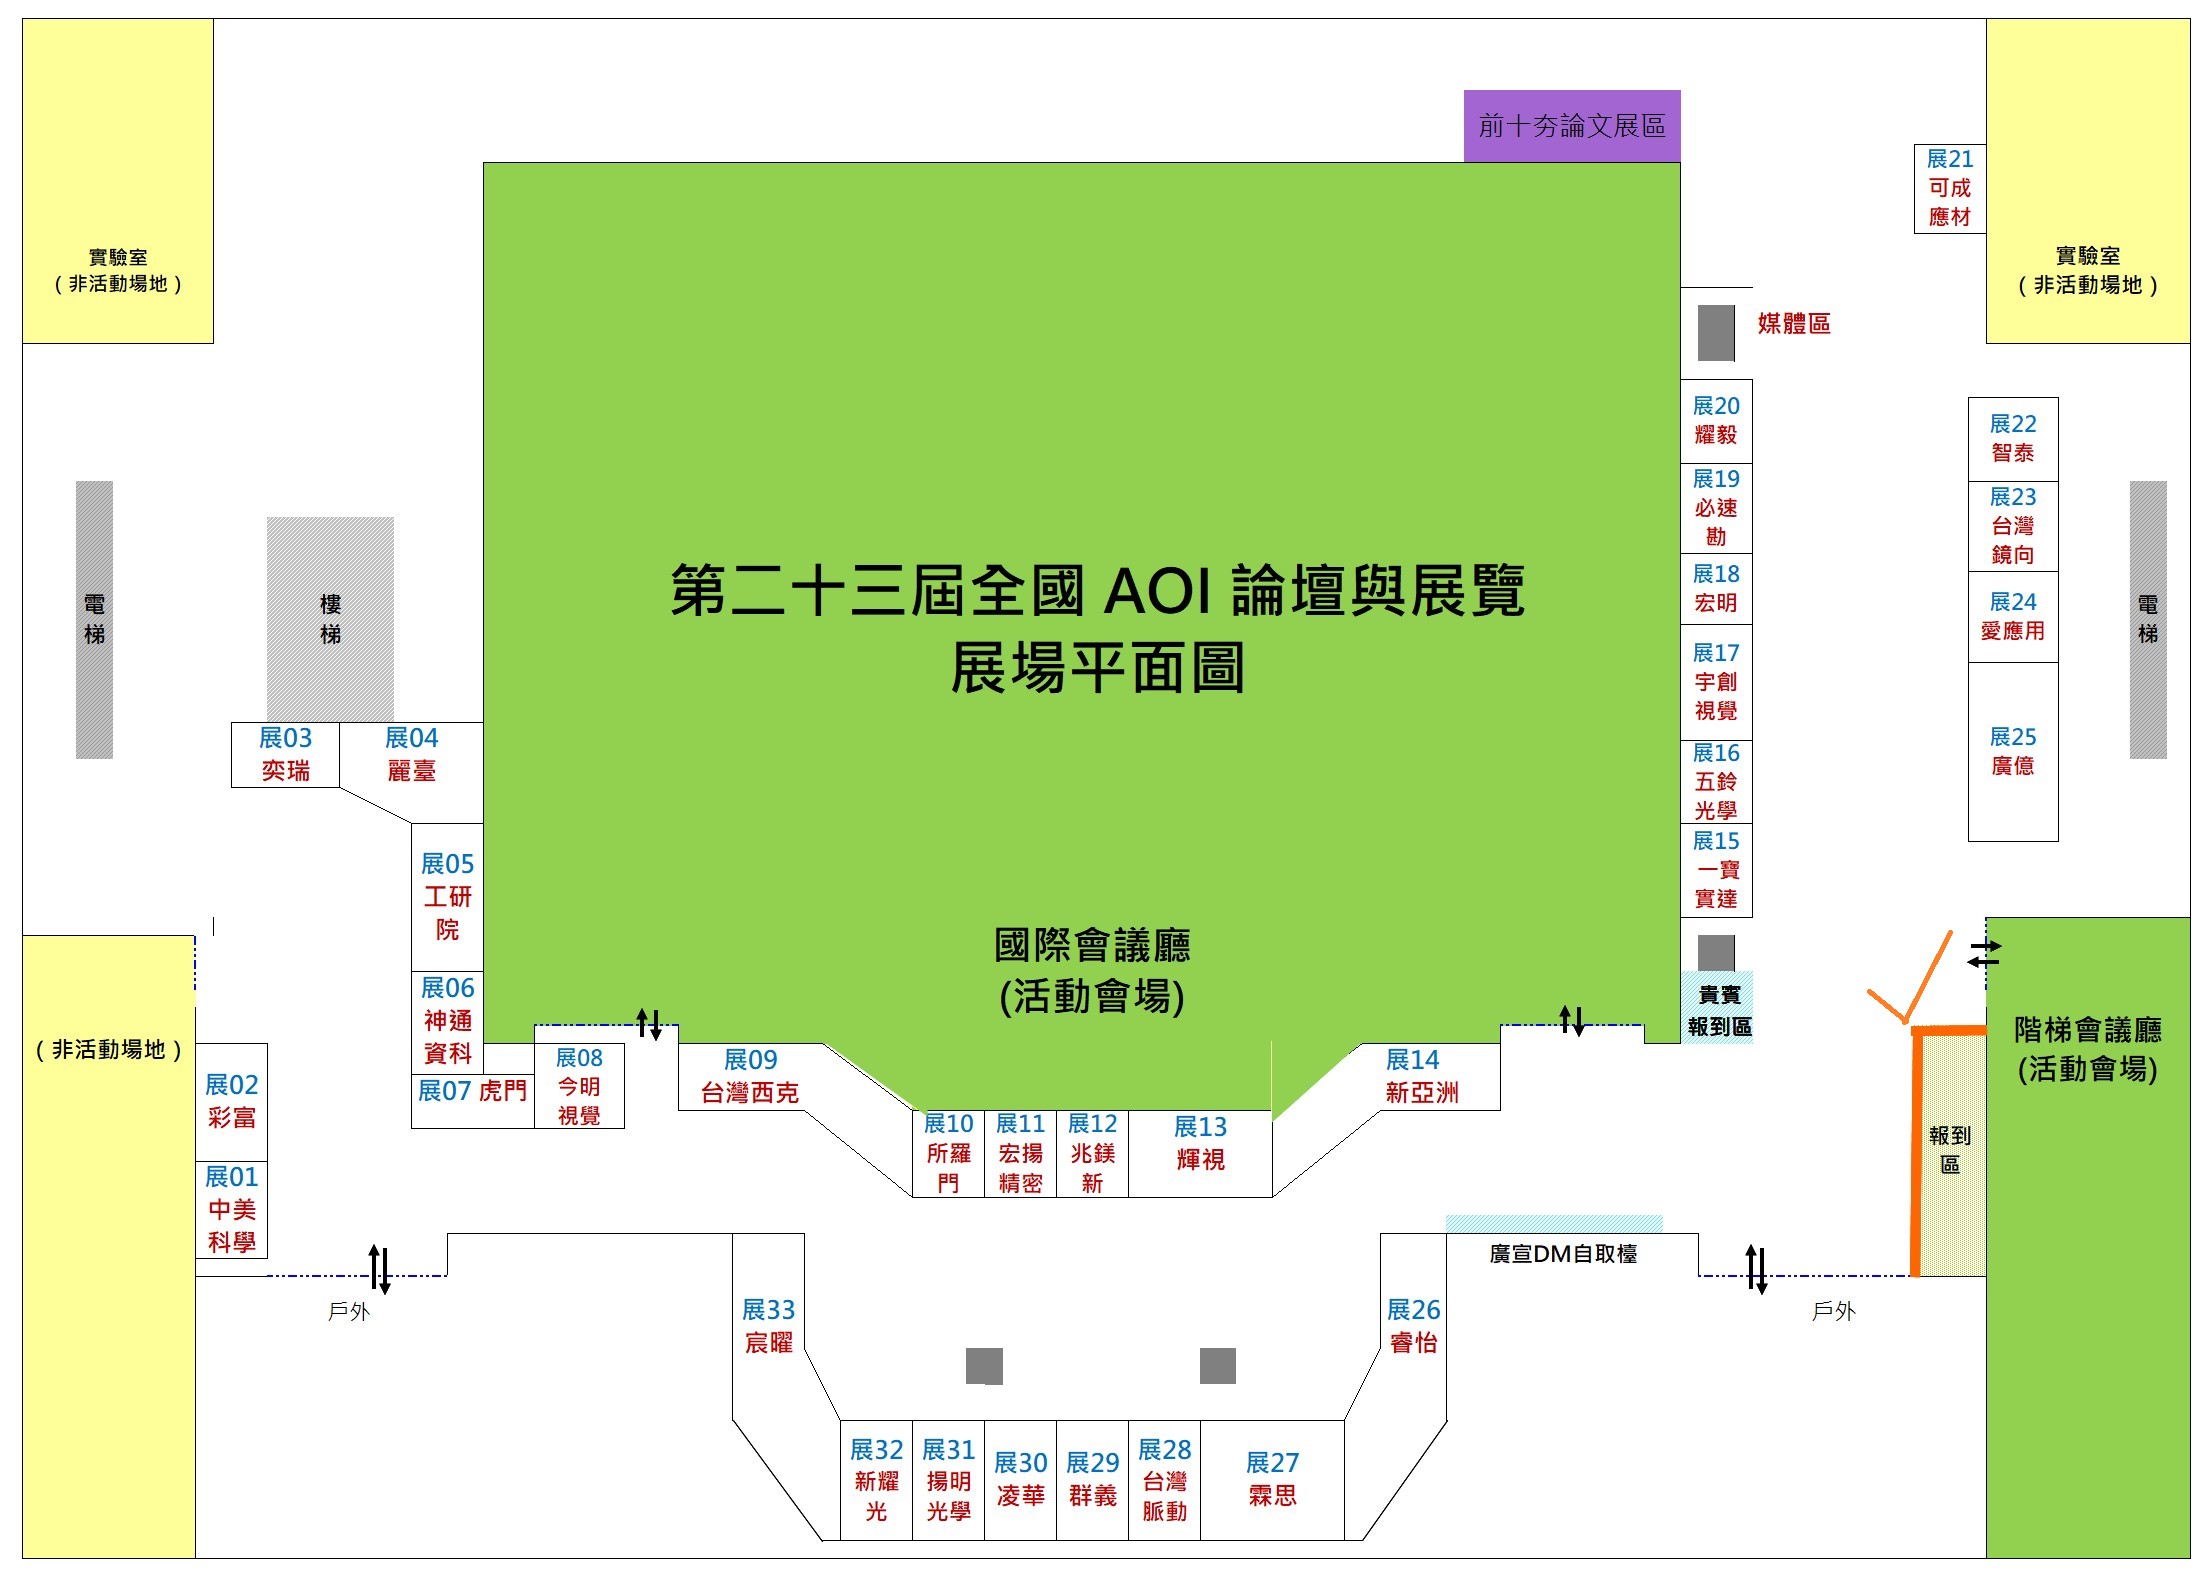 前十夯論文展區
展21
可成
應材
實驗室
（非活動場地）
實驗室
（非活動場地）
媒體區
展20
耀毅
展19
必速
勘
展18
宏明
展17
宇創
視覺
展16
五鈴
光學
展15
一寶
實達
展22
智泰
展23
台灣
鏡向
展24
愛應用
展25
廣億
電
梯
樓
梯
電
梯
第二十三屆全國 AOI 論壇與展覽
展場平面圖
展03
奕瑞
展04
麗臺
展05
工研
院
展06
神通
資科
展07 虎門
展08
今明
視覺
展09
台灣西克
國際會議廳
(活動會場)
展10
所羅
門
展11
宏揚
精密
展12
兆鎂
新
展13
輝視
展14
新亞洲
貴賓
報到區
階梯會議廳
(活動會場)
報到
區
（非活動場地）
展02
彩富
展01
中美
科學
戶外
廣宣DM自取檯
戶外
展33
宸曜
展26
睿怡
展32
新耀
光
展31
揚明
光學
展30
凌華
展29
群義
展28
台灣
脈動
展27
霖思